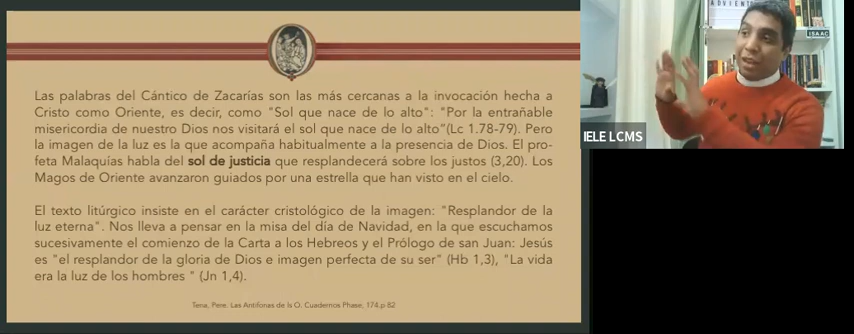 Las palabras del Cántico de Zacarías son las más cercanas a la invocación hecha a
Cristo como Oriente, es decir, como "Sol que nace de lo alto": "Por la entrañable
misericordia de nuestro Dios nos visitará el sol que nace de lo alto"(Lc 1.78-79). Pero
la imagen de la luz es la que acompaña habitualmente a la presencia de Dios. El pro-
feta Malaquías habla del sol de justicia que resplandecerá sobre los justos (3,20). Los
Magos de Oriente avanzaron guiados por una estrella que han visto en el cielo.
El texto litúrgico insiste en el carácter cristológico de la imagen: "Resplandor de la
luz eterna". Nos lleva a pensar en la misa del día de Navidad, en la que escuchamos
sucesivamente el comienzo de la Carta a los Hebreos y el Prólogo de san Juan: Jesús
es "el resplandor de la gloria de Dios e imagen perfecta de su ser" (Hb 1,3), "La vida
era la luz de los hombres " (Jn 1,4).
Tena, Pere. Las Antífonas de la O. Cuadernos Phase, 174,p 82
ADVIENTO
ISAAC
IELE LCMS